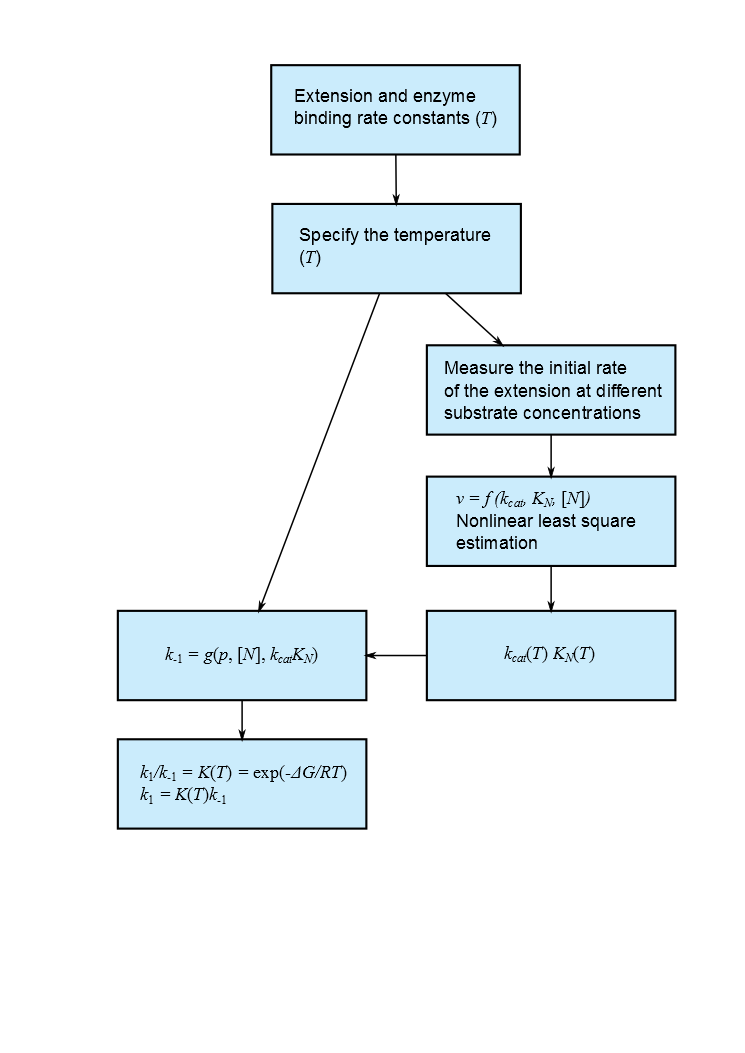 Extension and enzyme
binding rate constants (T)
Specify the temperature
(T)
Measure the initial rate
of the extension at different
substrate concentrations
v = f (kcat, KN, [N])
Nonlinear least square
estimation
k-1 = g(p, [N], kcatKN)
kcat(T) KN(T)
k1/k-1 = K(T) = exp(-ΔG/RT)
k1 = K(T)k-1